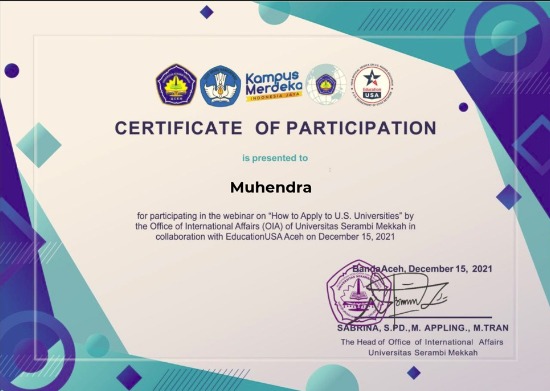 Kampus
Merdeka
INDONESIA JAYA
Education
USA
CERTIFICATE OF PARTICIPATION
is presented to
Muhendra
for participating in the webinar on "How to Apply to U.S. Universities" by
the Office of International Affairs (OIA) of Universitas Serambi Mekkah in
collaboration with EducationUSA Aceh on December 15, 2021
BandaAceh, December 15, 2021
SABRINA, S.PD.,M. APPLING., M.TRAN
The Head of Office of International Affairs
Universitas Serambi Mekkah